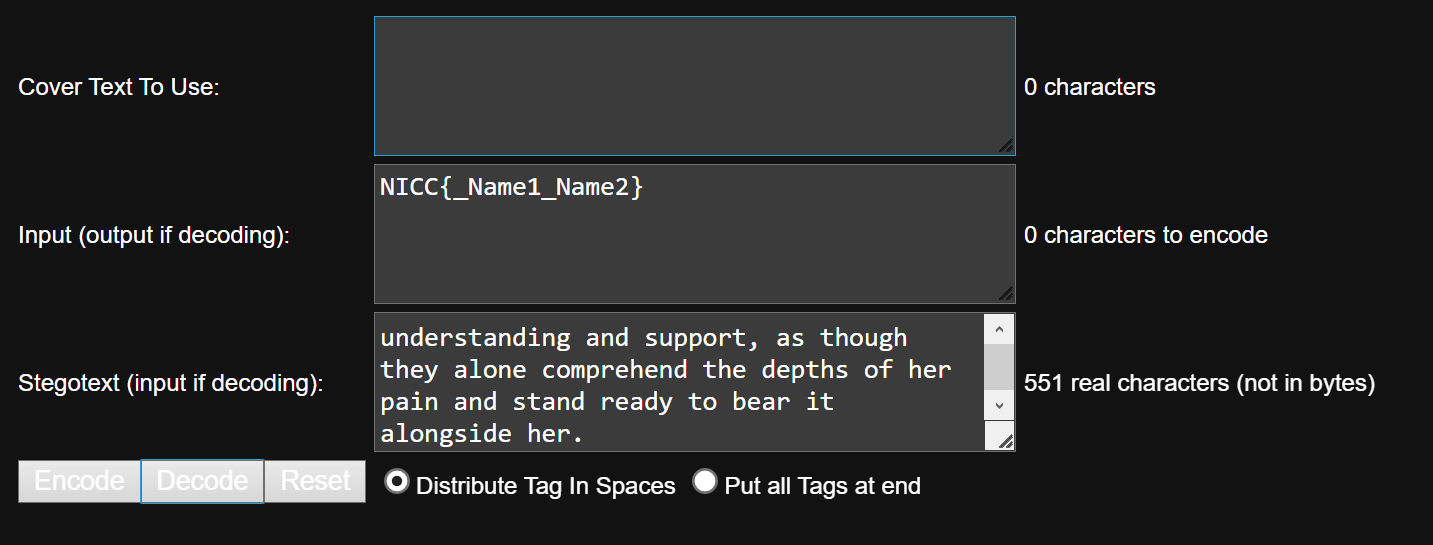 Cover Text To Use:
0 characters
Input (output if decoding):
NICC{_Name1_Name2}
0 characters to encode
Stegotext (input if decoding):
understanding and support, as though
they alone comprehend the depths of her
pain and stand ready to bear it
alongside her.
551 real characters (not in bytes)
Encode Decode Reset Distribute Tag In Spaces Put all Tags at end